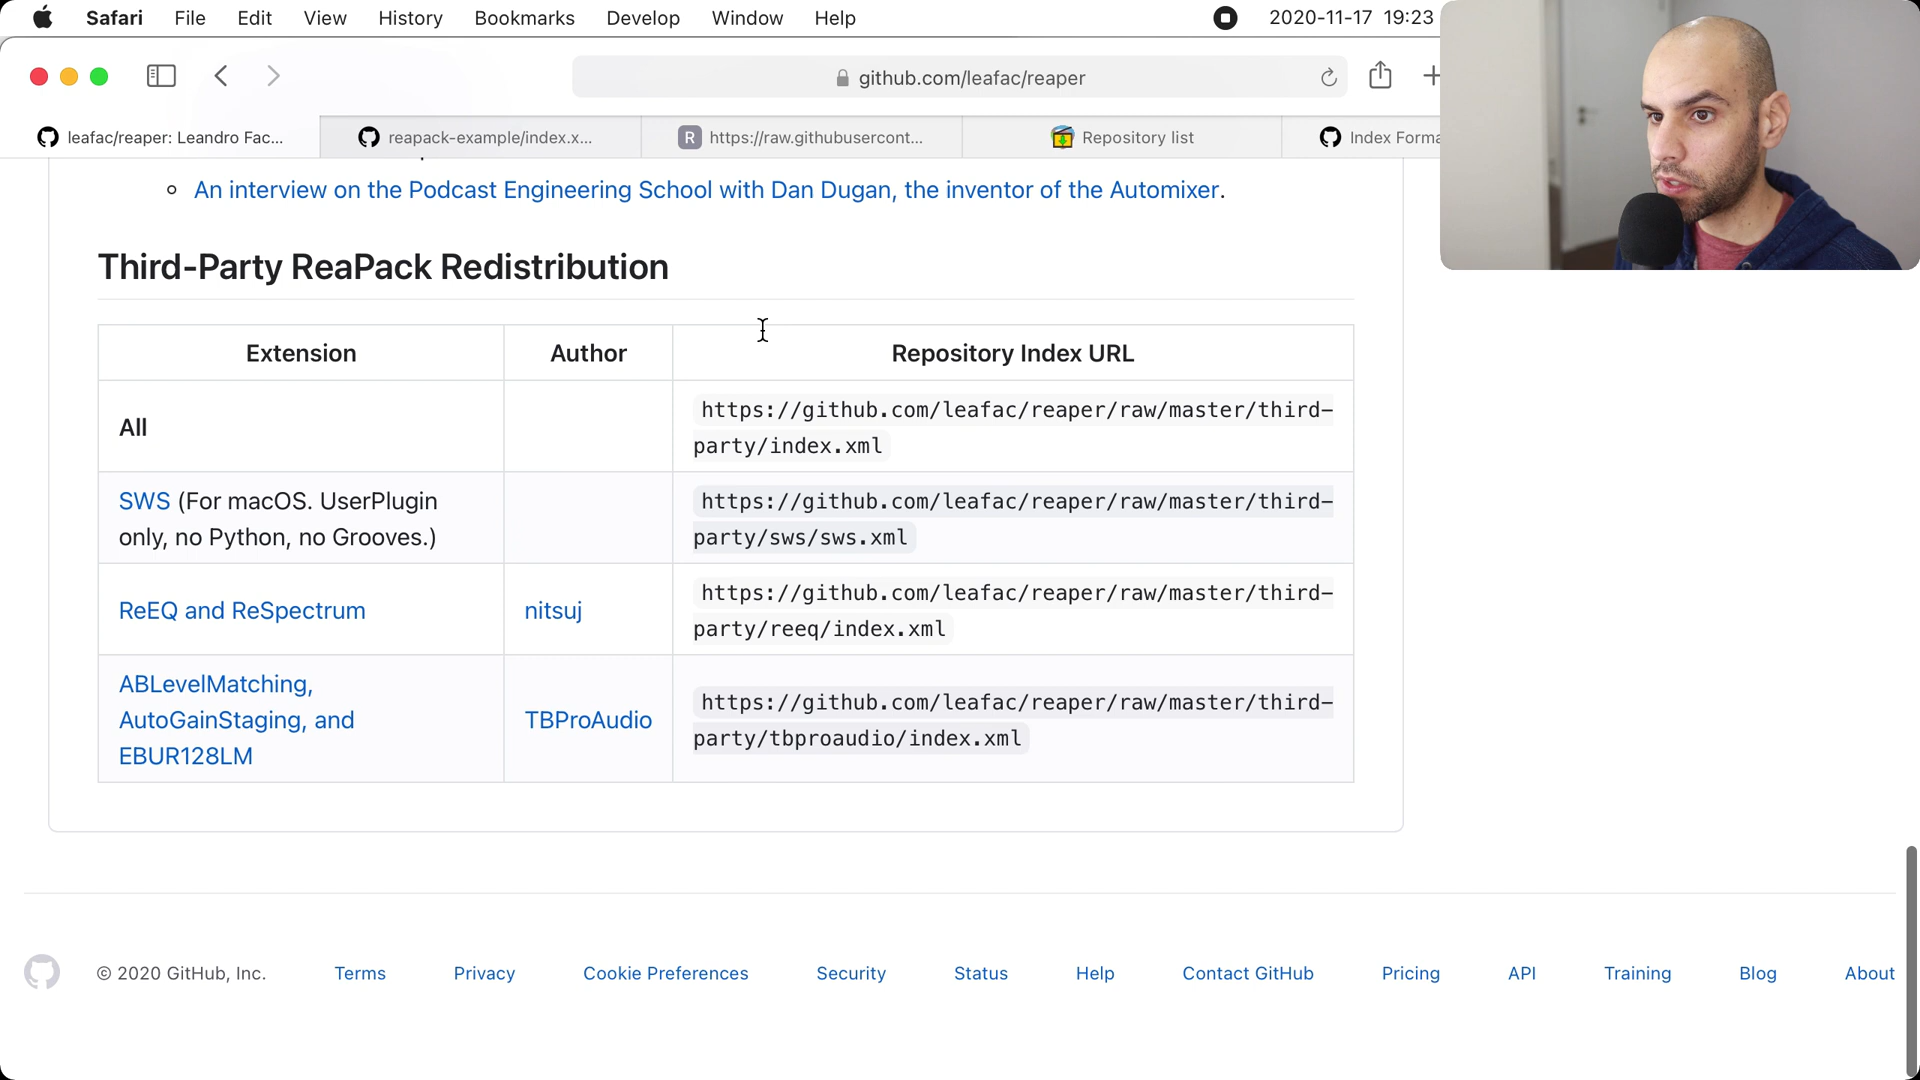 Safari File Edit View History Bookmarks Develop Window Help 2020-11-17 19:23
github.com/leafac/reaper
leafac/reaper: Leandro Fac... reapack-example/index.x... R https://raw.githubusercont... Repository list Index Forma
An interview on the Podcast Engineering School with Dan Dugan, the inventor of the Automixer.
Third-Party ReaPack Redistribution
Extension Author Repository Index URL
All https://github.com/leafac/reaper/raw/master/third-
party/index.xml
SWS (For macOS. UserPlugin https://github.com/leafac/reaper/raw/master/third-
only, no Python, no Grooves.) party/sws/sws.xml
ReEQ and ReSpectrum nitsuj https://github.com/leafac/reaper/raw/master/third-
party/reeq/index.xml
ABLevelMatching,
AutoGainStaging, and TBProAudio https://github.com/leafac/reaper/raw/master/third-
EBUR128LM party/tbproaudio/index.xml
© 2020 GitHub, Inc. Terms Privacy Cookie Preferences Security Status Help Contact GitHub Pricing API Training Blog About